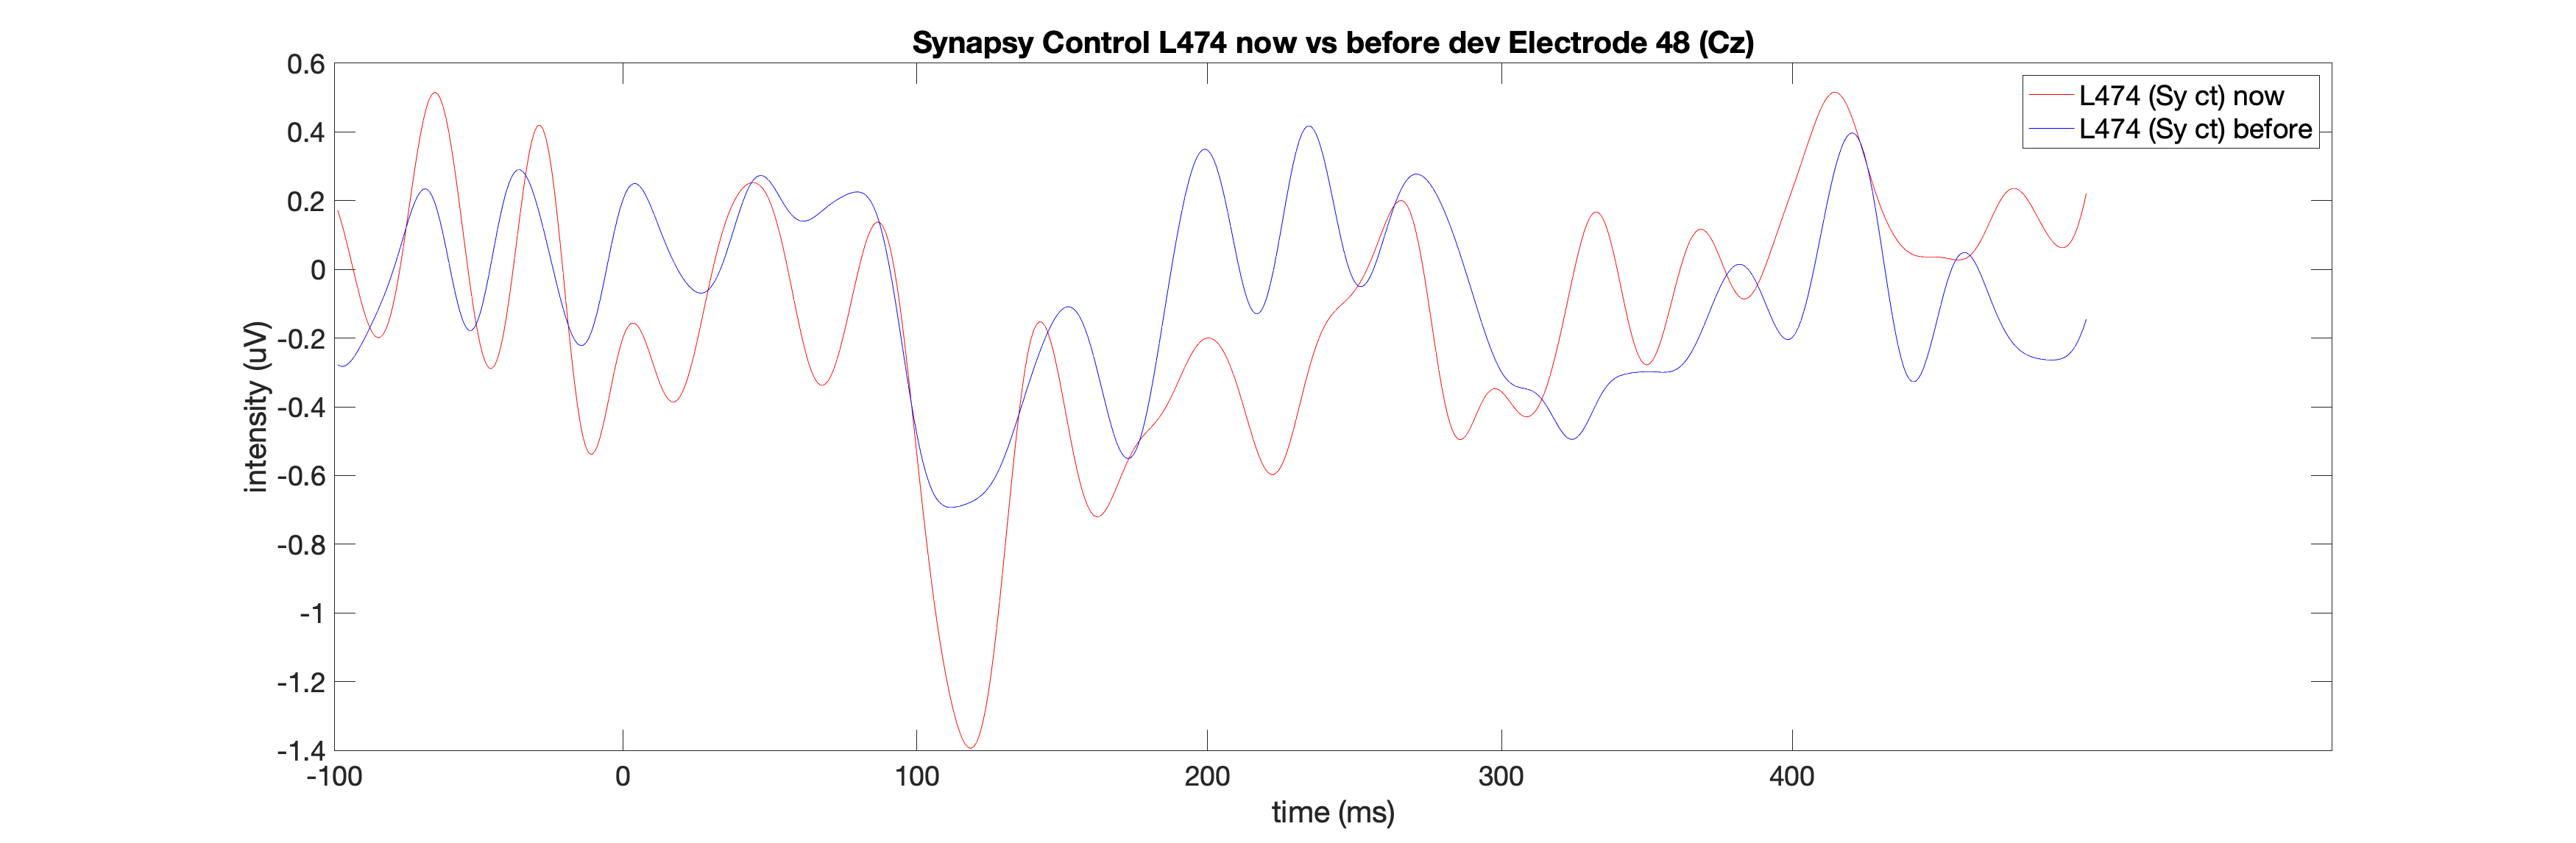 Synapsy Control L474 now vs before dev Electrode 48 (Cz)
L474 (Sy ct) now
L474 (Sy ct) before
intensity (uV)
0.6
0.4
0.2
0
-0.2
-0.4
-0.6
-0.8
-1
-1.2
-1.4
-100 0 100 200 300 400
time (ms)